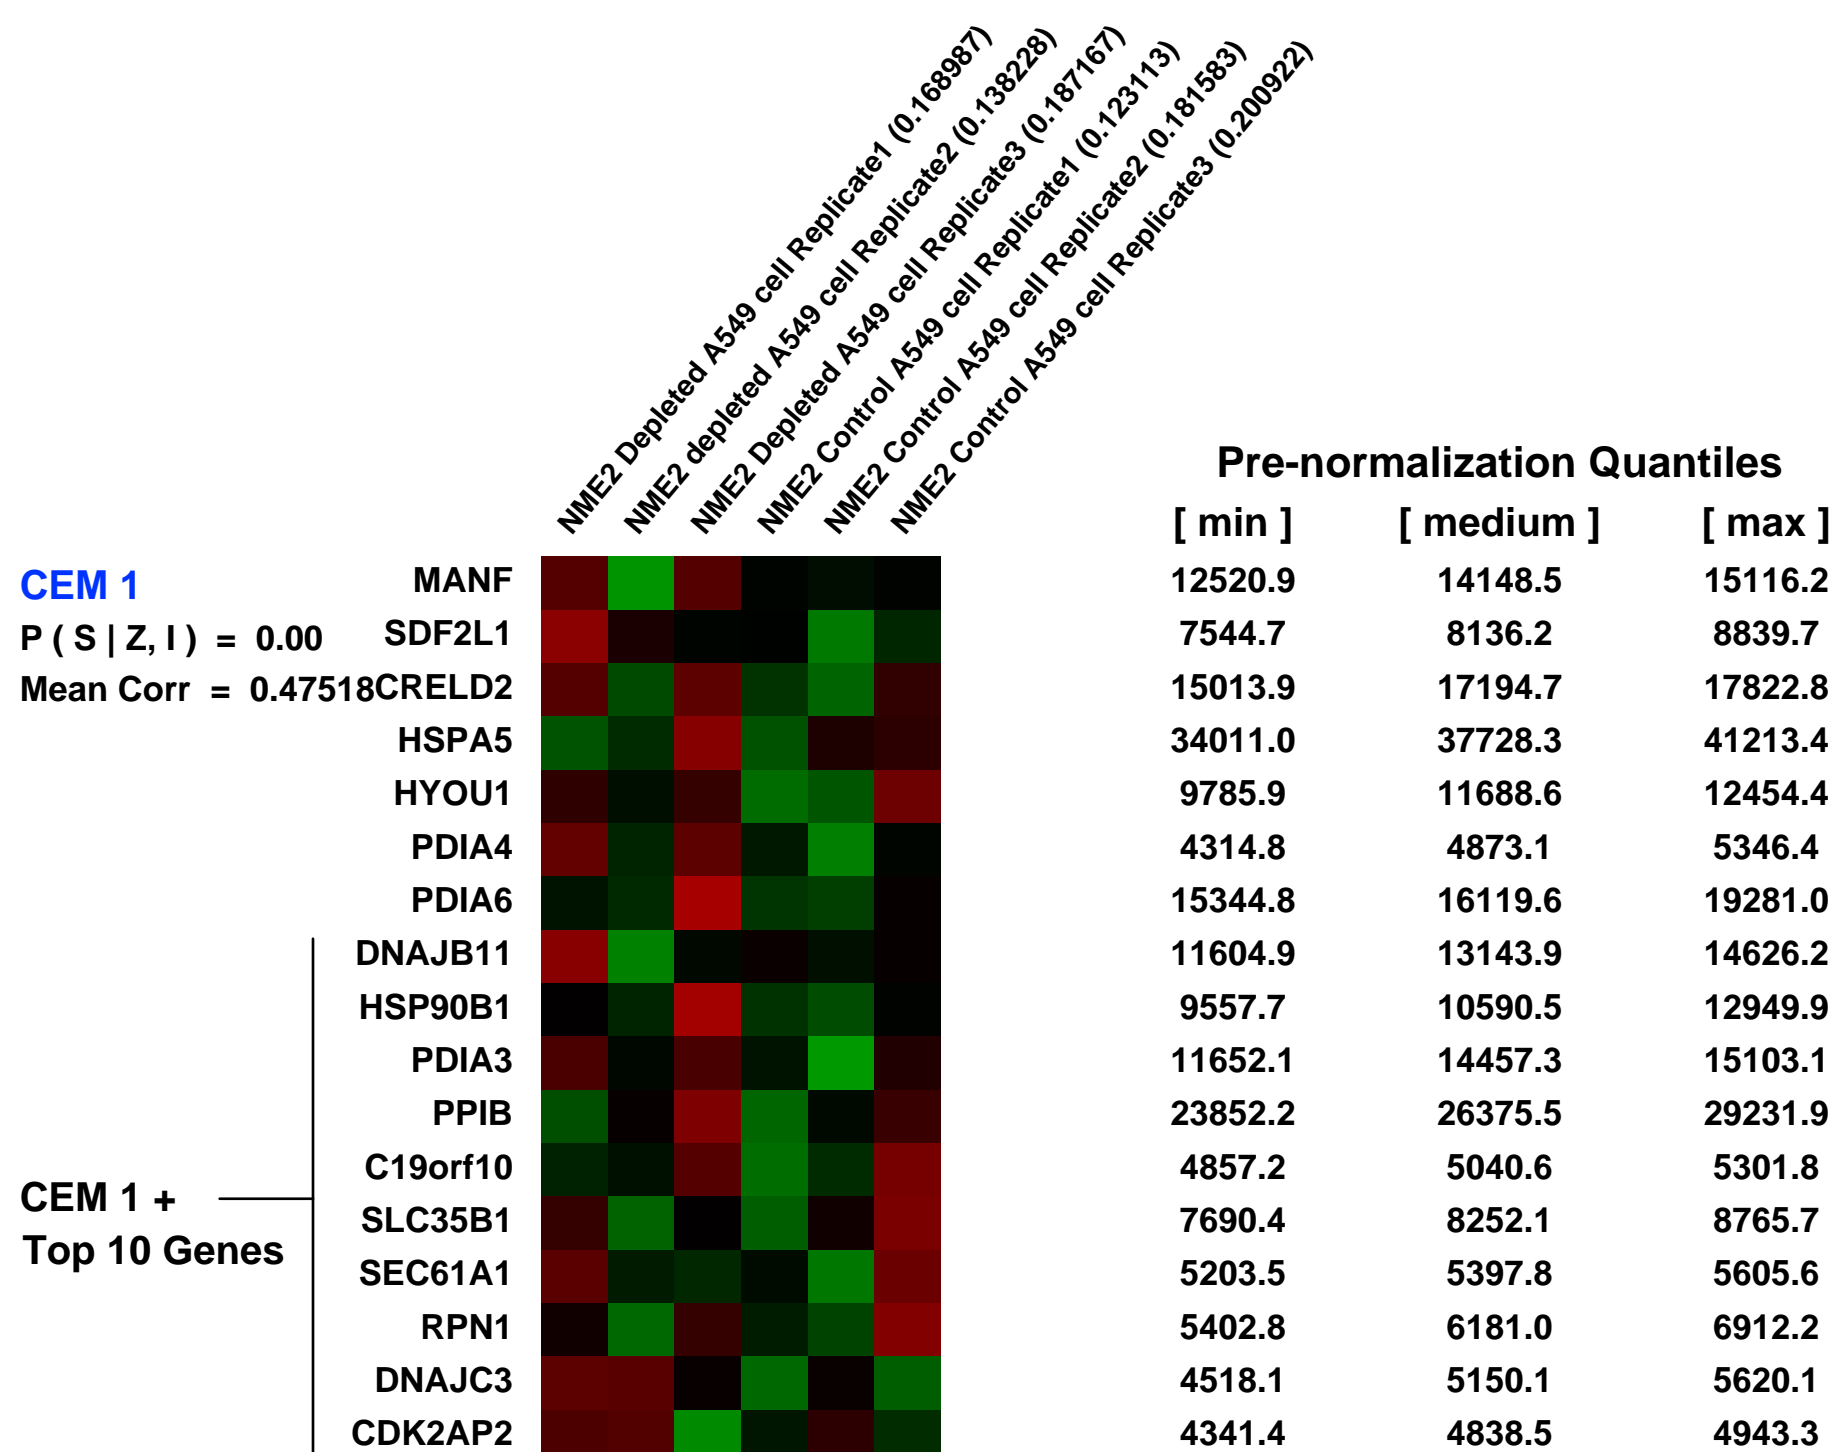 NME2 Depleted A549 cell Replicate1 (0.168987)
NME2 depleted A549 cell Replicate2 (0.138228)
NME2 Depleted A549 cell Replicate3 (0.187167)
NME2 Control A549 cell Replicate1 (0.123113)
NME2 Control A549 cell Replicate2 (0.181583)
NME2 Control A549 cell Replicate3 (0.200922)
Pre-normalization Quantiles
[ min ] [ medium ] [ max ]
CEM 1 MANF 12520.9 14148.5 15116.2
P ( S | Z, I ) = 0.00 SDF2L1 7544.7 8136.2 8839.7
Mean Corr = 0.47518 CRELD2 15013.9 17194.7 17822.8
HSPA5 34011.0 37728.3 41213.4
HYOU1 9785.9 11688.6 12454.4
PDIA4 4314.8 4873.1 5346.4
PDIA6 15344.8 16119.6 19281.0
DNAJB11 11604.9 13143.9 14626.2
HSP90B1 9557.7 10590.5 12949.9
PDIA3 11652.1 14457.3 15103.1
PPIB 23852.2 26375.5 29231.9
C19orf10 4857.2 5040.6 5301.8
CEM 1 +
Top 10 Genes
SLC35B1 7690.4 8252.1 8765.7
SEC61A1 5203.5 5397.8 5605.6
RPN1 5402.8 6181.0 6912.2
DNAJC3 4518.1 5150.1 5620.1
CDK2AP2 4341.4 4838.5 4943.3